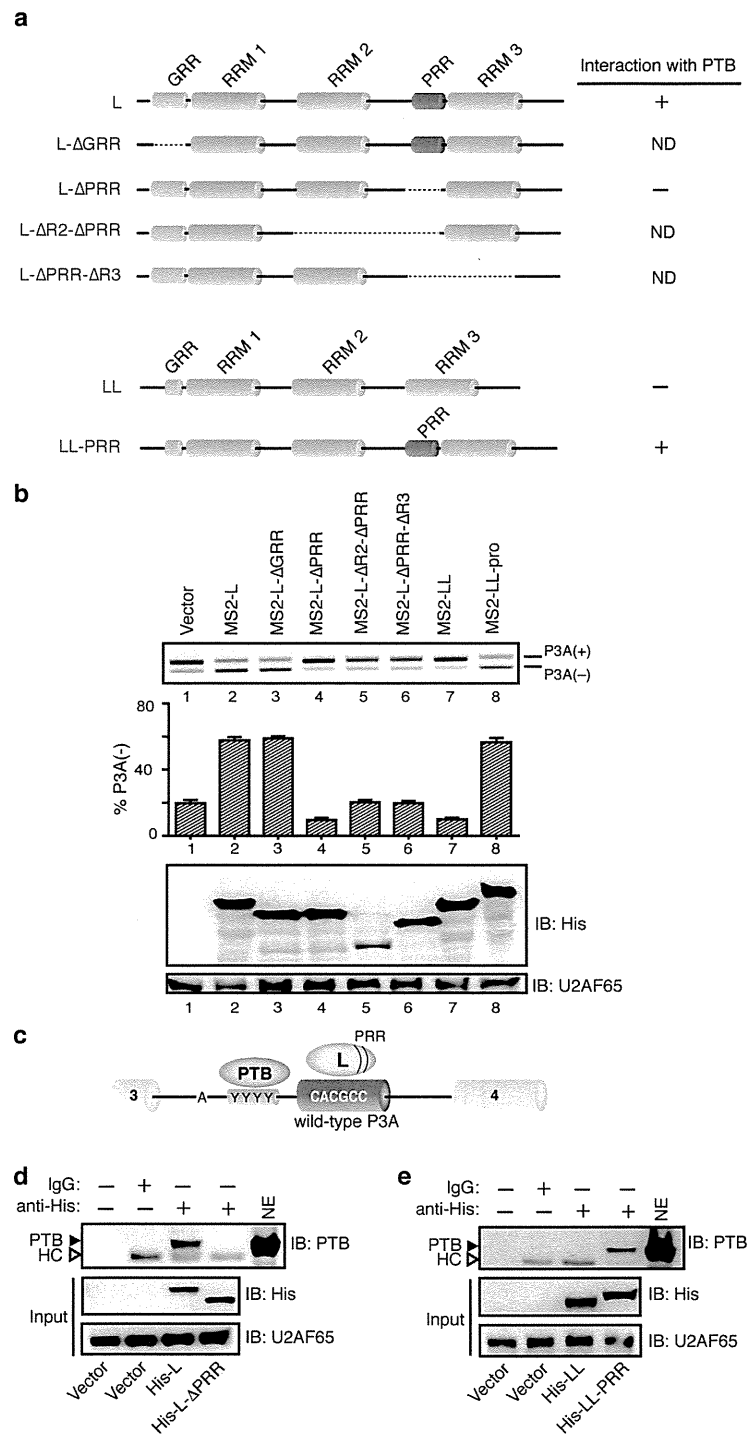 a
GRR RRM 1 RRM 2 PRR RRM 3 Interaction with PTB
L +
L-ΔGRR ND
L-ΔPRR –
L-ΔR2-ΔPRR ND
L-ΔPRR-ΔR3 ND
GRR RRM 1 RRM 2 RRM 3
LL –
PRR
LL-PRR +
b
Vector MS2-L MS2-L-ΔGRR MS2-L-ΔPRR MS2-L-ΔR2-ΔPRR MS2-L-ΔPRR-ΔR3 MS2-LL MS2-LL-pro
P3A(+)
P3A(–)
1 2 3 4 5 6 7 8
% P3A(-)
80
40
0
1 2 3 4 5 6 7 8
IB: His
IB: U2AF65
1 2 3 4 5 6 7 8
c
PRR
PTB L
3 A YYYY CACGCC 4
wild-type P3A
d
IgG: – + – –
anti-His: – – + + NE
PTB
HC
IB: PTB
Input
IB: His
IB: U2AF65
Vector Vector His-L His-L-ΔPRR
e
IgG: – + – –
anti-His: – – + + NE
PTB
HC
IB: PTB
Input
IB: His
IB: U2AF65
Vector Vector His-LL His-LL-PRR